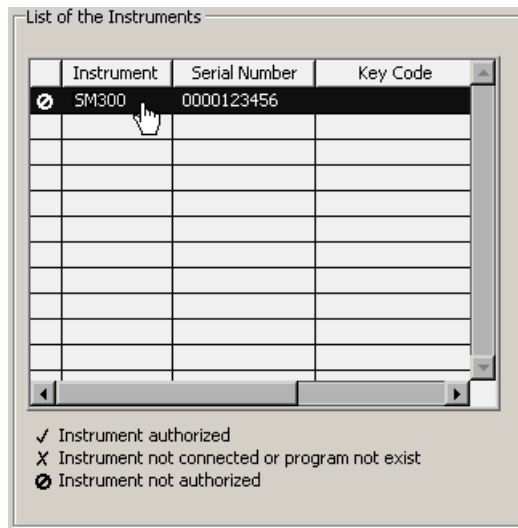 List of the Instruments
Instrument Serial Number Key Code
SM300 0000123456
Instrument authorized
X Instrument not connected or program not exist
Instrument not authorized